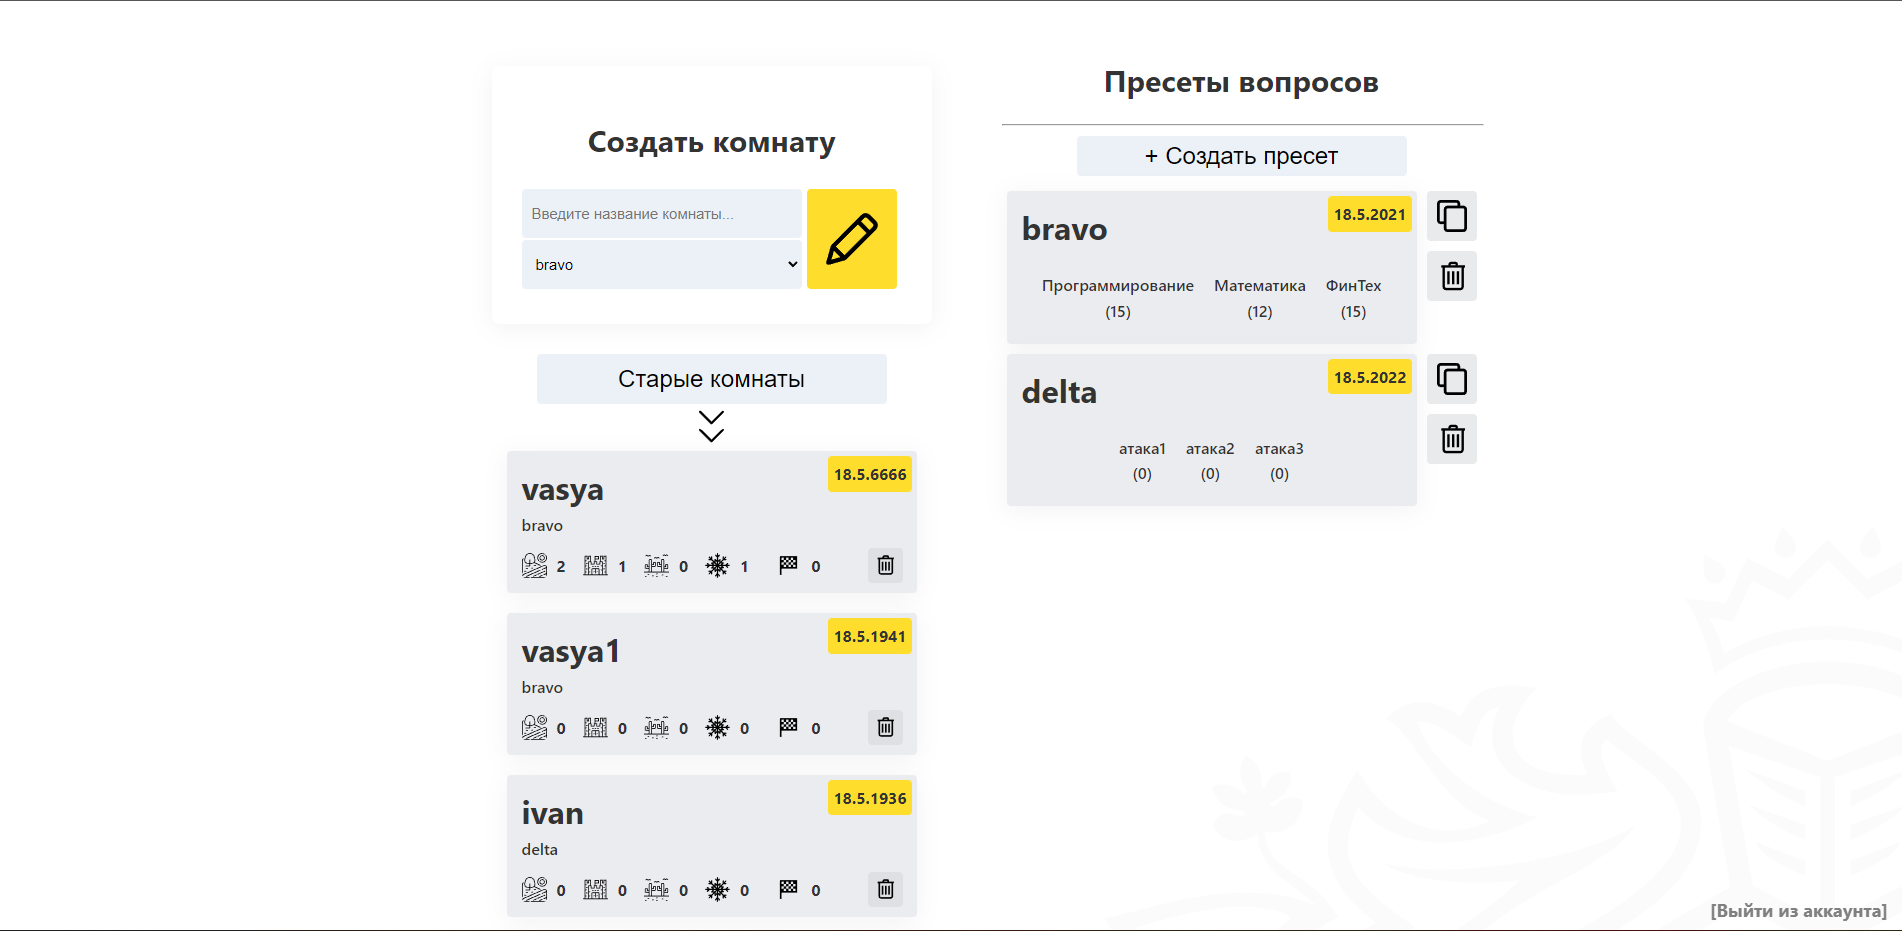 Создать комнату
Введите название комнаты...
bravo
Старые комнаты
vasya
18.5.6666
bravo
2 1 0 1 0
vasya1
18.5.1941
bravo
0 0 0 0 0
ivan
18.5.1936
delta
0 0 0 0 0
Пресеты вопросов
+ Создать пресет
bravo
18.5.2021
Программирование Математика ФинТех
(15) (12) (15)
delta
18.5.2022
атака1 атака2 атака3
(0) (0) (0)
[Выйти из аккаунта]